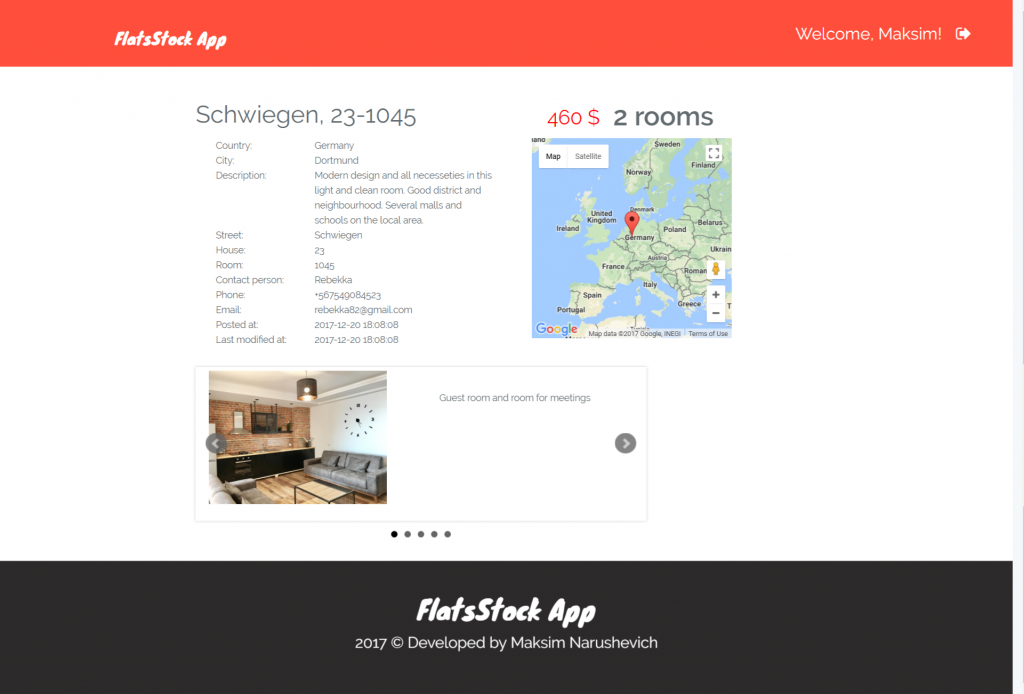 FlatsStock App
Welcome, Maksim!
Schwiegen, 23-1045
460 $ 2 rooms
Country: Germany
City: Dortmund
Description: Modern design and all necesseties in this
light and clean room. Good district and
neighbourhood. Several malls and
schools on the local area.
Street: Schwiegen
House: 23
Room: 1045
Contact person: Rebekka
Phone: +567549084523
Email: rebekka82@gmail.com
Posted at: 2017-12-20 18:08:08
Last modified at: 2017-12-20 18:08:08
Map Satellite
Sweden
Finland
Norway
Denmark
United
Kingdom
Ireland
Belarus
Poland
Germany
Ukrain
Austria
France
Roman
Italy
Spain
Greece
Portugal
Google
Map data ©2017 Google, INEGI Terms of Use
Guest room and room for meetings
FlatsStock App
2017 © Developed by Maksim Narushevich